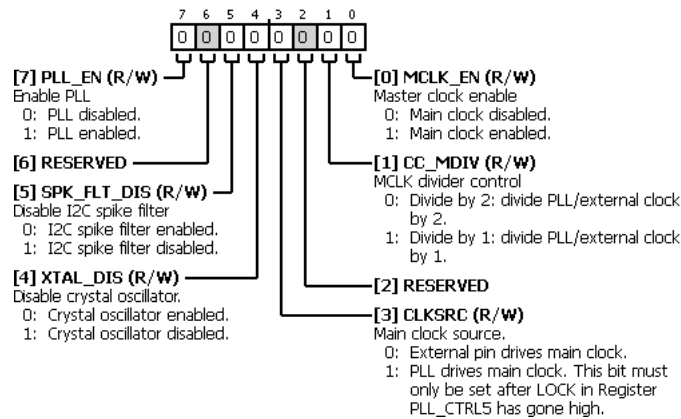 7 6 5 4 3 2 1 0
0 0 0 0 0 0 0 0
[7] PLL_EN (R/W)
Enable PLL
0: PLL disabled.
1: PLL enabled.
[6] RESERVED
[5] SPK_FLT_DIS (R/W)
Disable I2C spike filter
0: I2C spike filter enabled.
1: I2C spike filter disabled.
[4] XTAL_DIS (R/W)
Disable crystal oscillator.
0: Crystal oscillator enabled.
1: Crystal oscillator disabled.
[0] MCLK_EN (R/W)
Master clock enable
0: Main clock disabled.
1: Main clock enabled.
[1] CC_MDIV (R/W)
MCLK divider control
0: Divide by 2: divide PLL/external clock
by 2.
1: Divide by 1: divide PLL/external clock
by 1.
[2] RESERVED
[3] CLKSRC (R/W)
Main clock source.
0: External pin drives main clock.
1: PLL drives main clock. This bit must
only be set after LOCK in Register
PLL_CTRL5 has gone high.